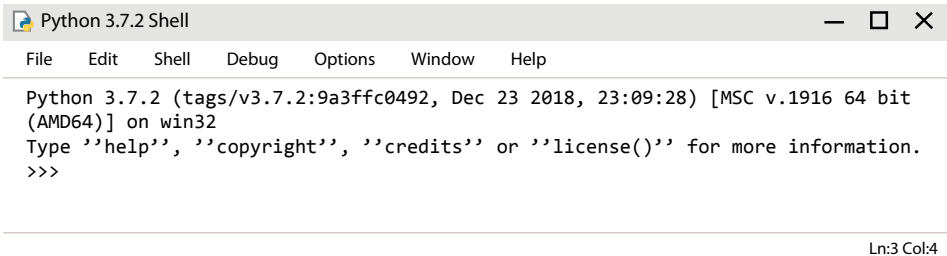 Python 3.7.2 Shell
File Edit Shell Debug Options Window Help
Python 3.7.2 (tags/v3.7.2:9a3ffc0492, Dec 23 2018, 23:09:28) [MSC v.1916 64 bit
(AMD64)] on win32
Type ’’help’’, ’’copyright’’, ’’credits’’ or ’’license()’’ for more information.
>>>
Ln:3 Col:4